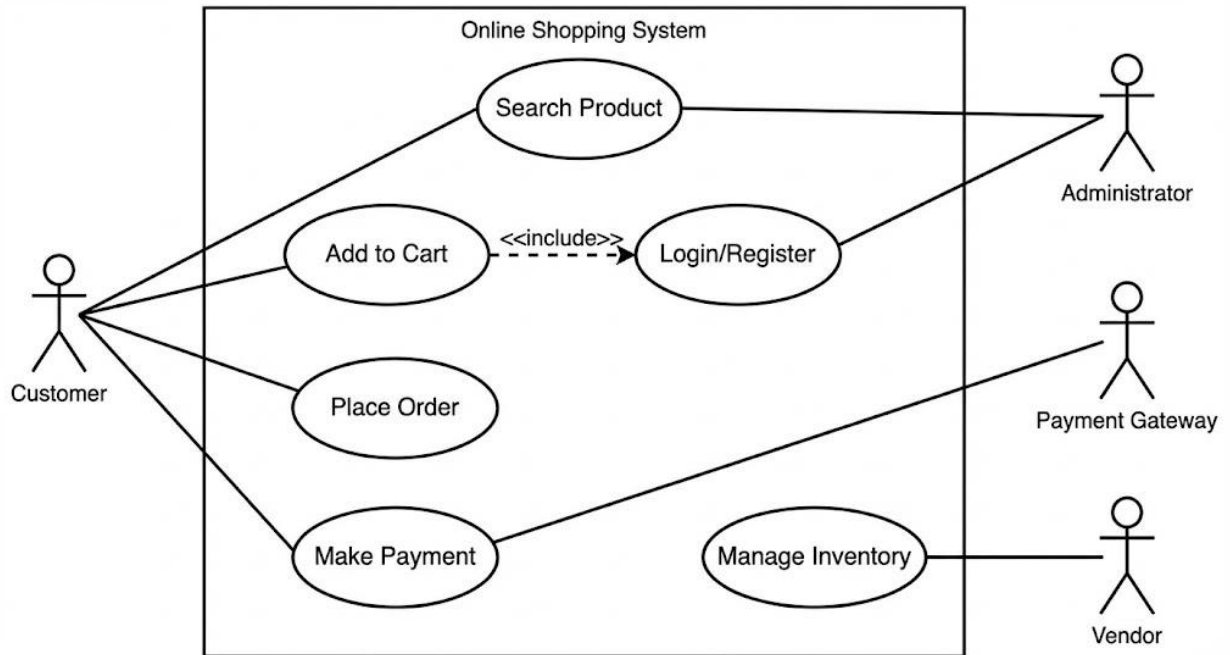 Online Shopping System
Search Product
Administrator
Add to Cart
<<include>>
Login/Register
Customer
Place Order
Payment Gateway
Make Payment
Manage Inventory
Vendor